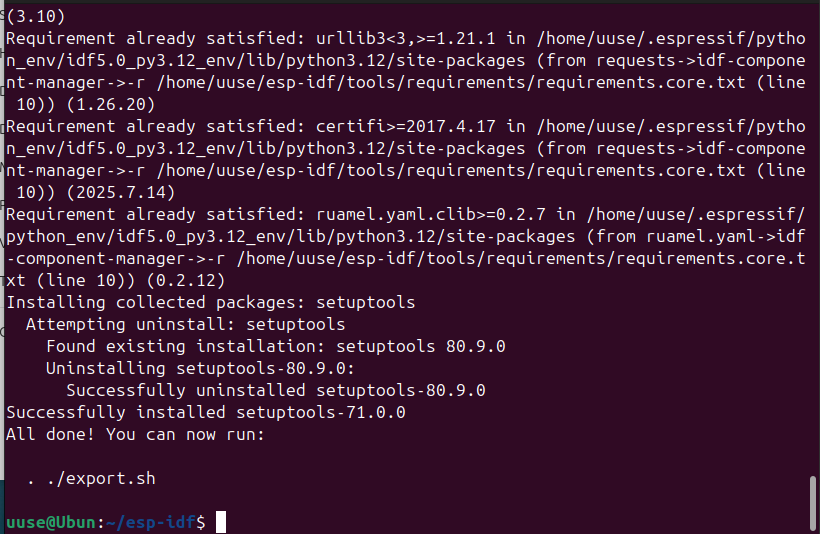 (3.10)
Requirement already satisfied: urllib3<3,>=1.21.1 in /home/uuse/.espressif/pytho
n_env/idf5.0_py3.12_env/lib/python3.12/site-packages (from requests->idf-compone
nt-manager->-r /home/uuse/esp-idf/tools/requirements/requirements.core.txt (line
 10)) (1.26.20)
Requirement already satisfied: certifi>=2017.4.17 in /home/uuse/.espressif/pytho
n_env/idf5.0_py3.12_env/lib/python3.12/site-packages (from requests->idf-compone
nt-manager->-r /home/uuse/esp-idf/tools/requirements/requirements.core.txt (line
 10)) (2025.7.14)
Requirement already satisfied: ruamel.yaml.clib>=0.2.7 in /home/uuse/.espressif/
python_env/idf5.0_py3.12_env/lib/python3.12/site-packages (from ruamel.yaml->idf
-component-manager->-r /home/uuse/esp-idf/tools/requirements/requirements.core.t
xt (line 10)) (0.2.12)
Installing collected packages: setuptools
  Attempting uninstall: setuptools
    Found existing installation: setuptools 80.9.0
    Uninstalling setuptools-80.9.0:
      Successfully uninstalled setuptools-80.9.0
Successfully installed setuptools-71.0.0
All done! You can now run:

  . ./export.sh

uuse@Ubun:~/esp-idf$